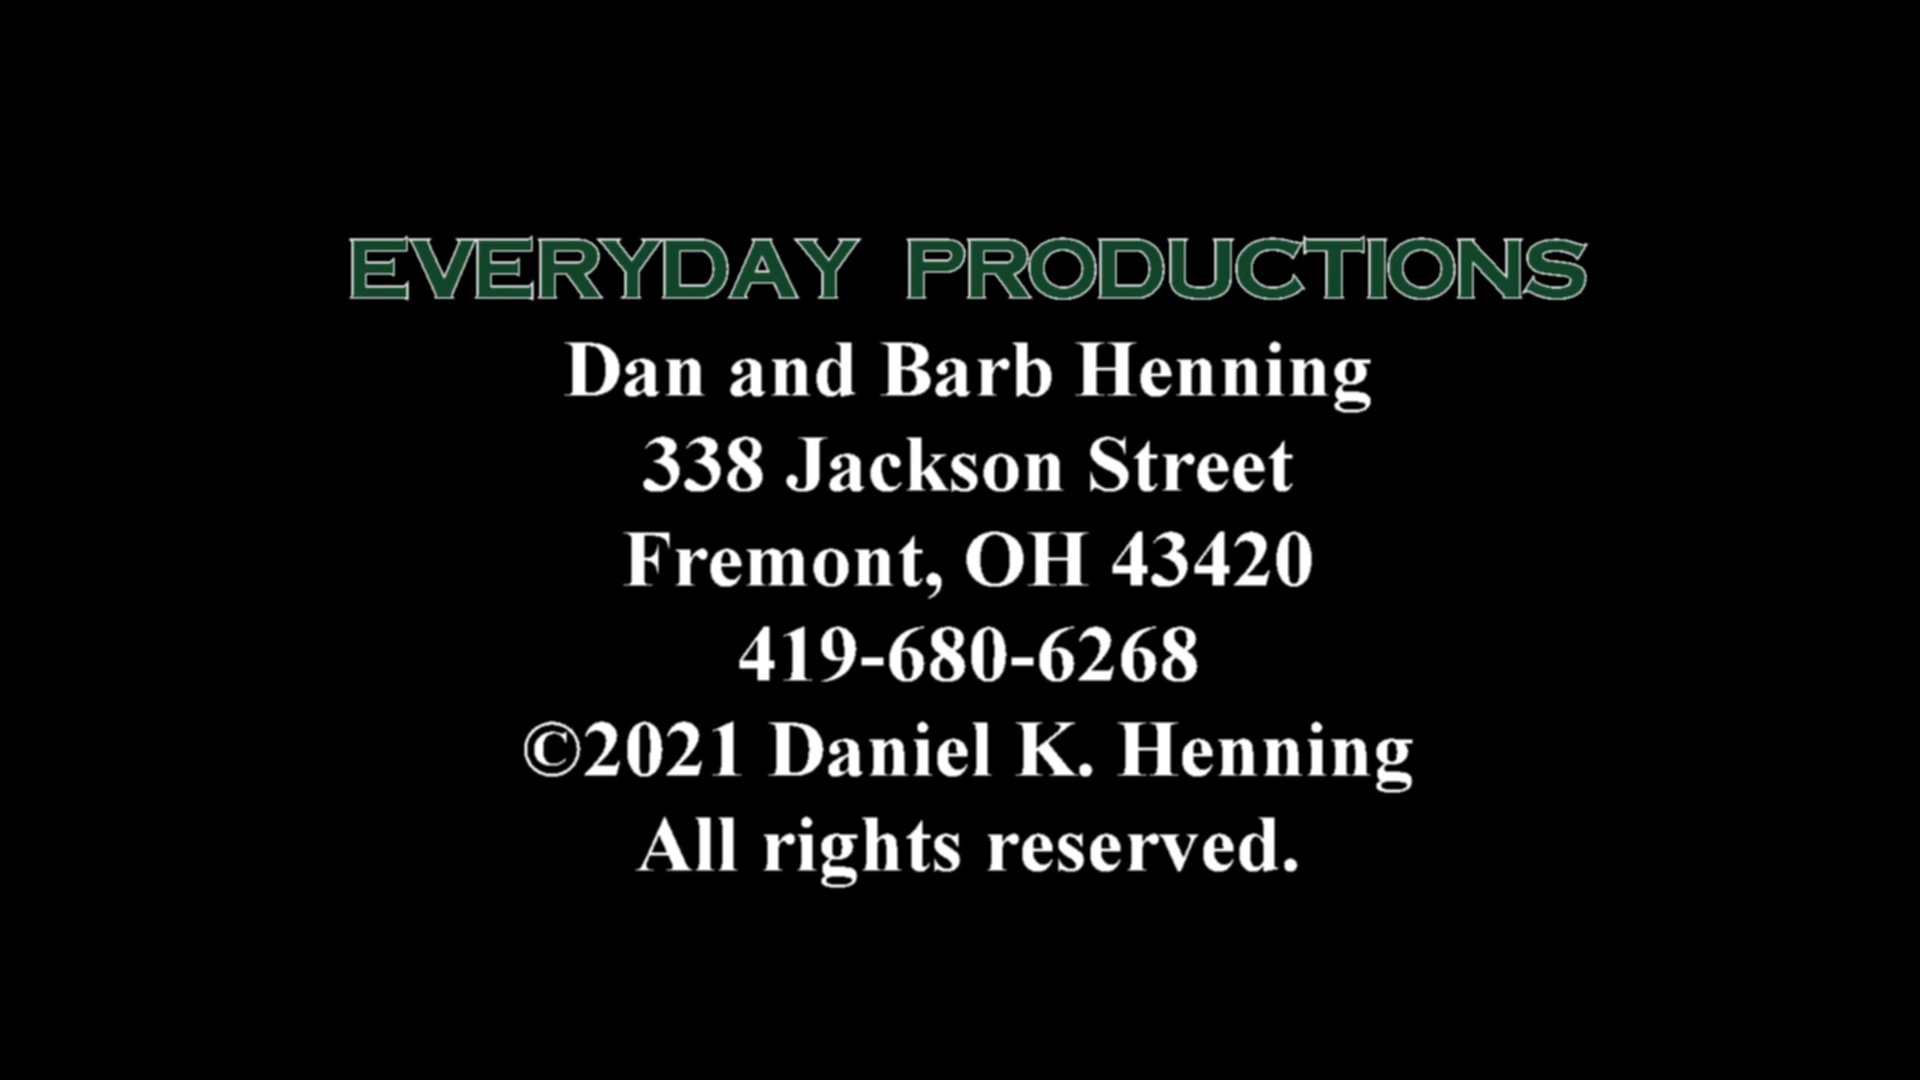 EVERYDAY PRODUCTIONS
Dan and Barb Henning
338 Jackson Street
Fremont, OH 43420
419-680-6268
©2021 Daniel K. Henning
All rights reserved.